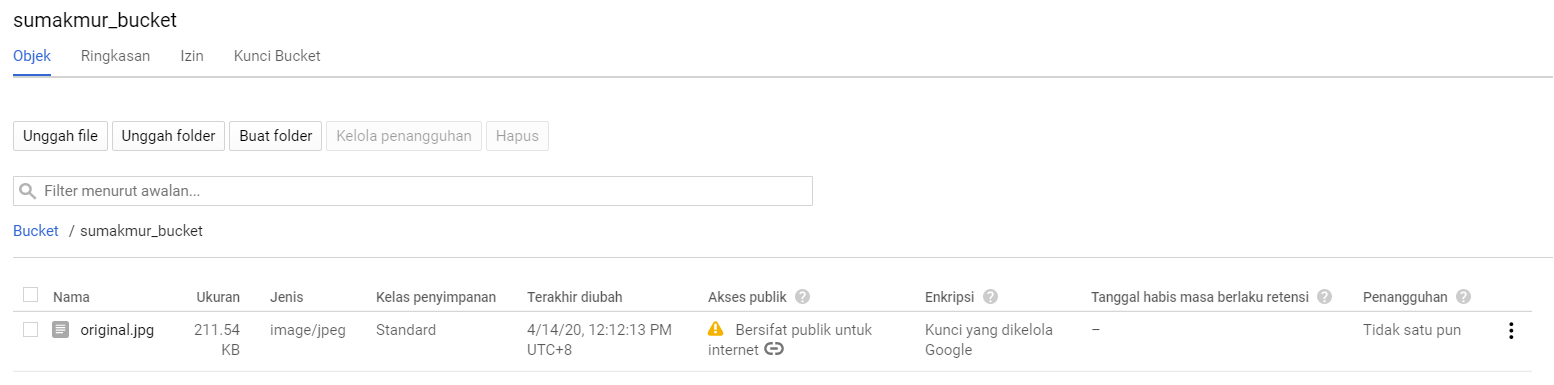 sumakmur_bucket
Objek Ringkasan Izin Kunci Bucket
Unggah file Unggah folder Buat folder Kelola penangguhan Hapus
Filter menurut awalan...
Bucket / sumakmur_bucket
Nama Ukuran Jenis Kelas penyimpanan Terakhir diubah Akses publik Enkripsi Tanggal habis masa berlaku retensi Penangguhan
original.jpg 211.54 image/jpeg Standard 4/14/20, 12:12:13 PM Bersifat publik untuk Kunci yang dikelola – Tidak satu pun
KB UTC+8 internet Google